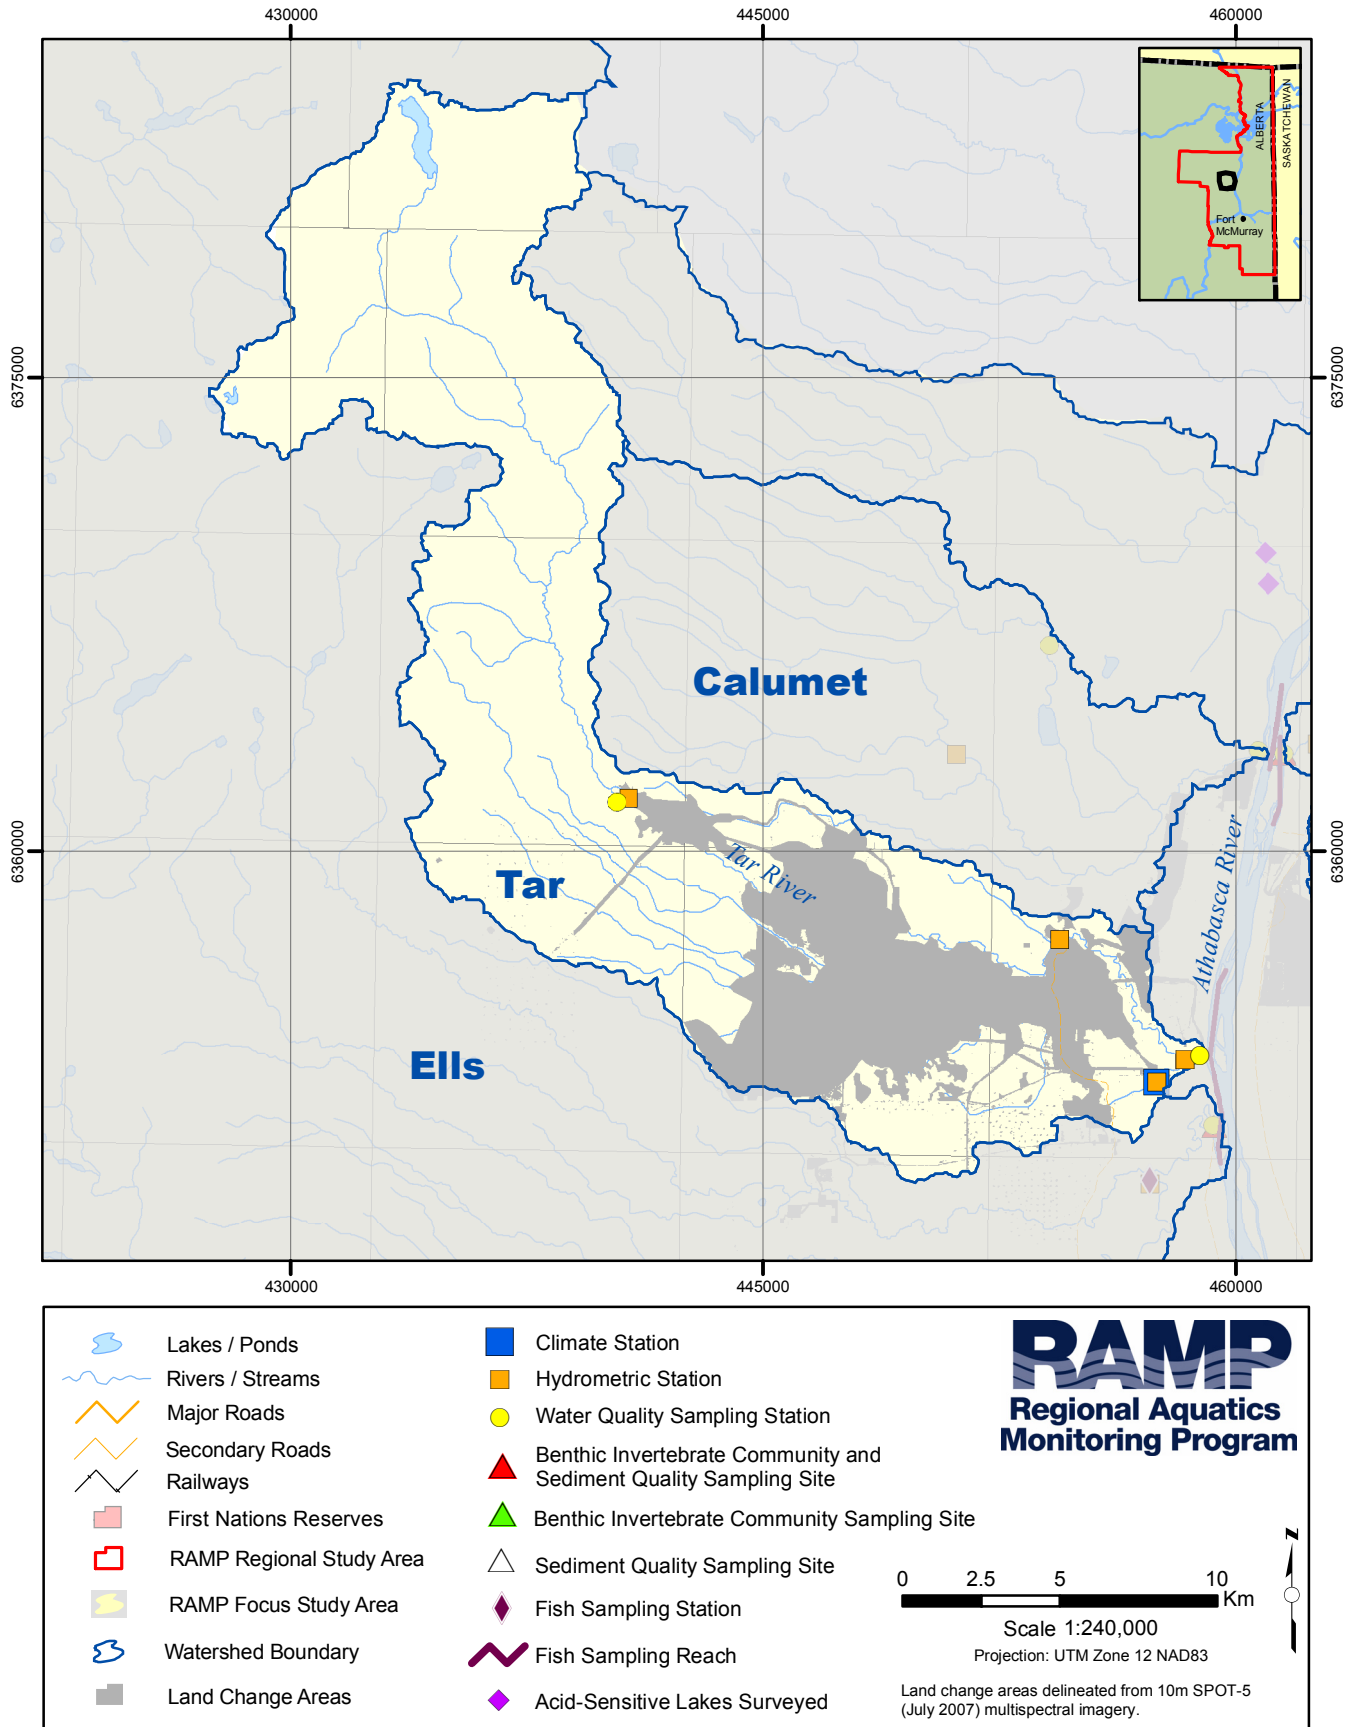 430000
445000
460000
ALBERTA
SASKATCHEWAN
Fort
McMurray
6375000
6375000
Calumet
6360000
6360000
Tar
Tar River
Athabasca River
Ells
430000
445000
460000
Lakes / Ponds
Rivers / Streams
Major Roads
Secondary Roads
Railways
First Nations Reserves
RAMP Regional Study Area
RAMP Focus Study Area
Watershed Boundary
Land Change Areas
Climate Station
Hydrometric Station
Water Quality Sampling Station
Benthic Invertebrate Community and
Sediment Quality Sampling Site
Benthic Invertebrate Community Sampling Site
Sediment Quality Sampling Site
Fish Sampling Station
Fish Sampling Reach
Acid-Sensitive Lakes Surveyed
RAMP
Regional Aquatics
Monitoring Program
N
0 2.5 5 10
Km
Scale 1:240,000
Projection: UTM Zone 12 NAD83
Land change areas delineated from 10m SPOT-5
(July 2007) multispectral imagery.